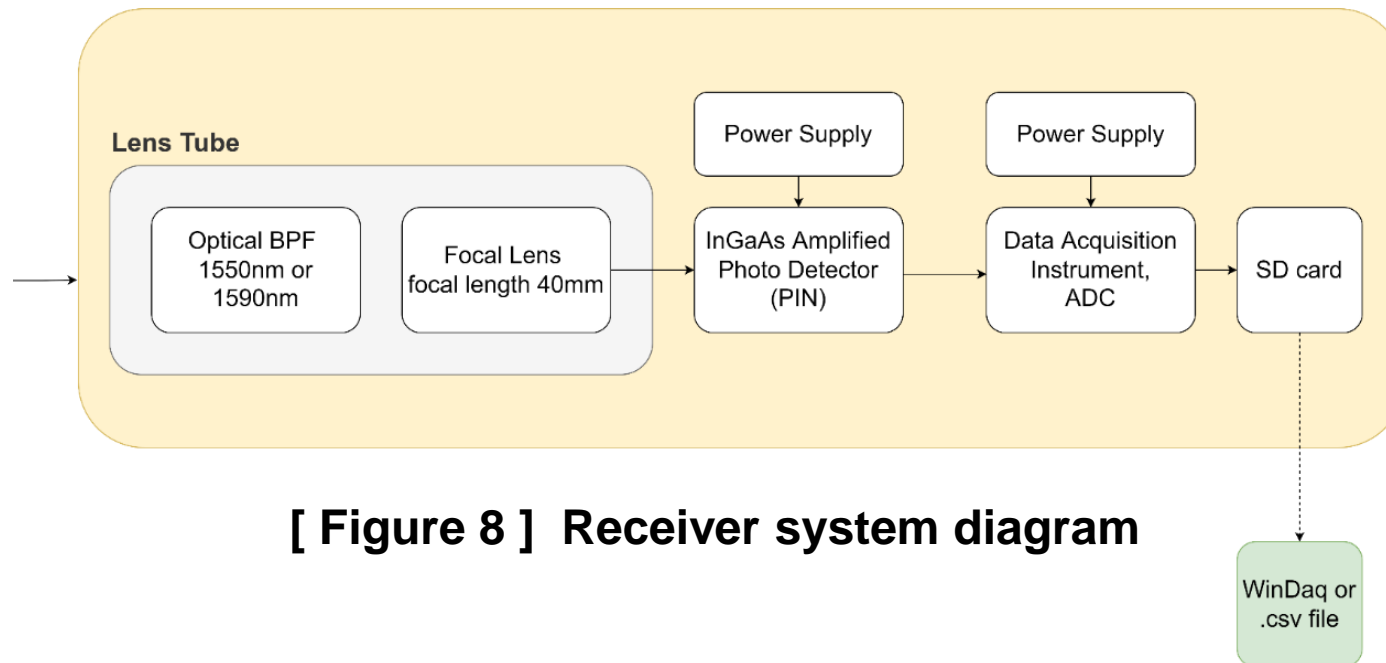 Power Supply
Power Supply
Lens Tube
Optical BPF
1550nm or
1590nm
Focal Lens
focal length 40mm
InGaAs Amplified
Photo Detector
(PIN)
Data Acquisition
Instrument,
ADC
SD card
[ Figure 8 ]  Receiver system diagram
WinDaq or
.csv file